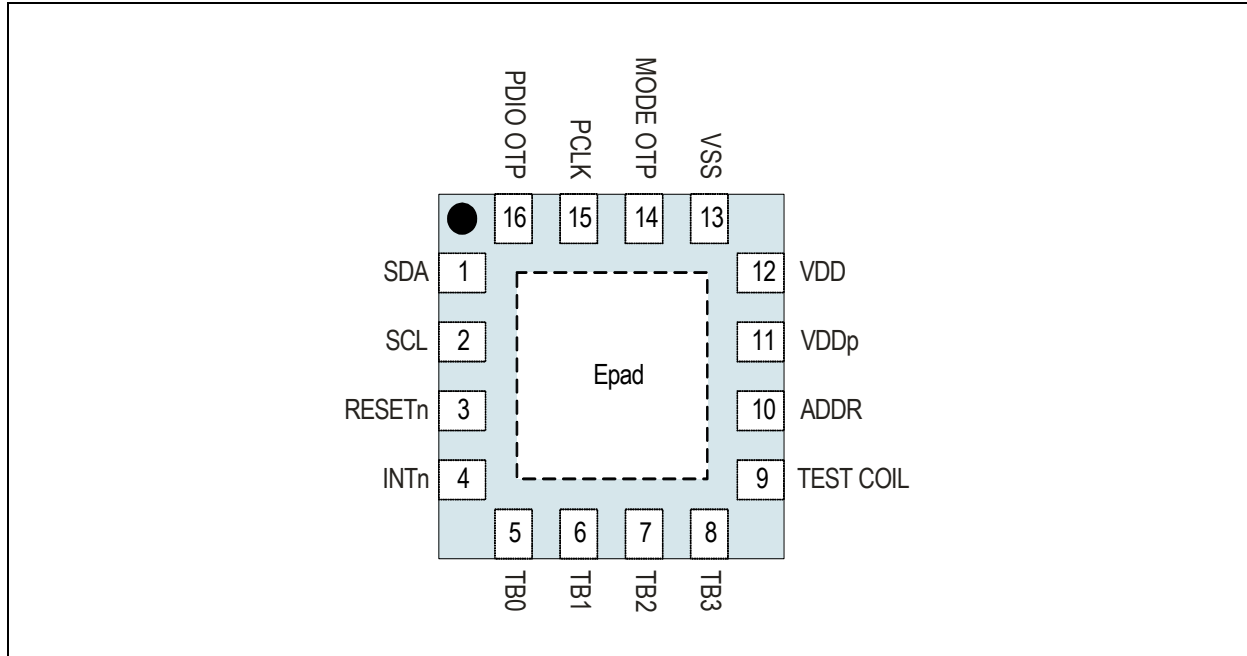 PDIO OTP
PCLK
MODE OTP
VSS
16
15
14
13
SDA
1
12
VDD
SCL
2
11
VDDp
Epad
RESETn
3
10
ADDR
INTn
4
9
TEST COIL
5
6
7
8
TB0
TB1
TB2
TB3